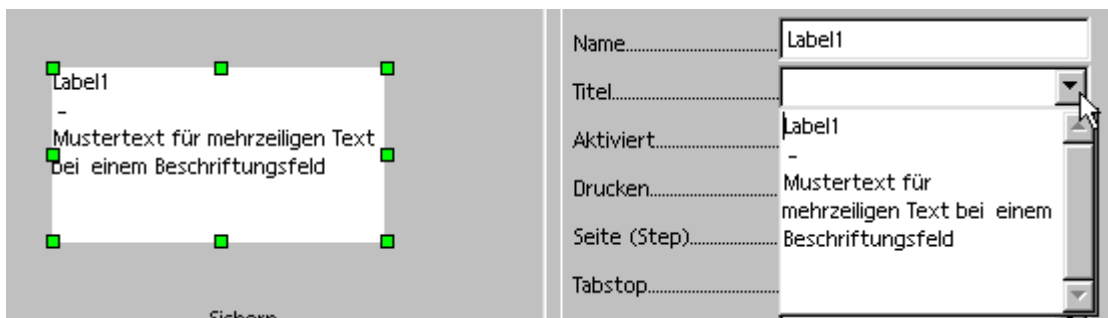 Label1
-
Mustertext für mehrzeiligen Text
bei einem Beschriftungsfeld
Sichern
Name
Label1
Titel
Aktiviert
Drucken
Seite (Step)
Tabstop
Label1
-
Mustertext für
mehrzeiligen Text bei einem
Beschriftungsfeld